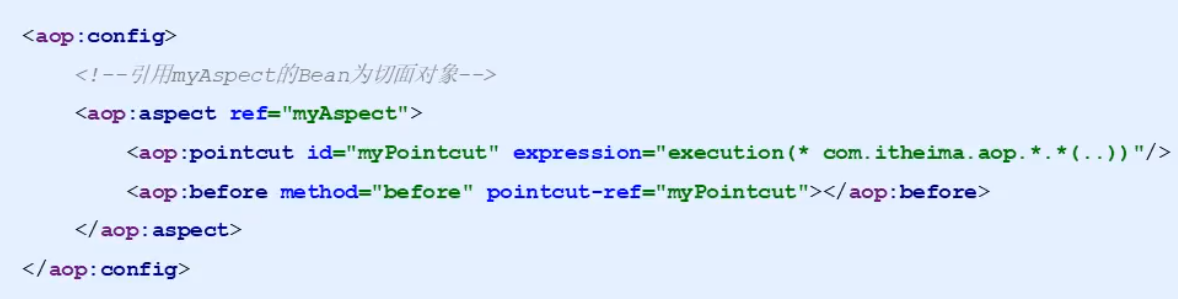 <aop:config>
<!--引用myAspect的Bean为切面对象-->
<aop:aspect ref="myAspect">
<aop:pointcut id="myPointcut" expression="execution(* com.itheima.aop.*.*(..))"/>
<aop:before method="before" pointcut-ref="myPointcut"></aop:before>
</aop:aspect>
</aop:config>